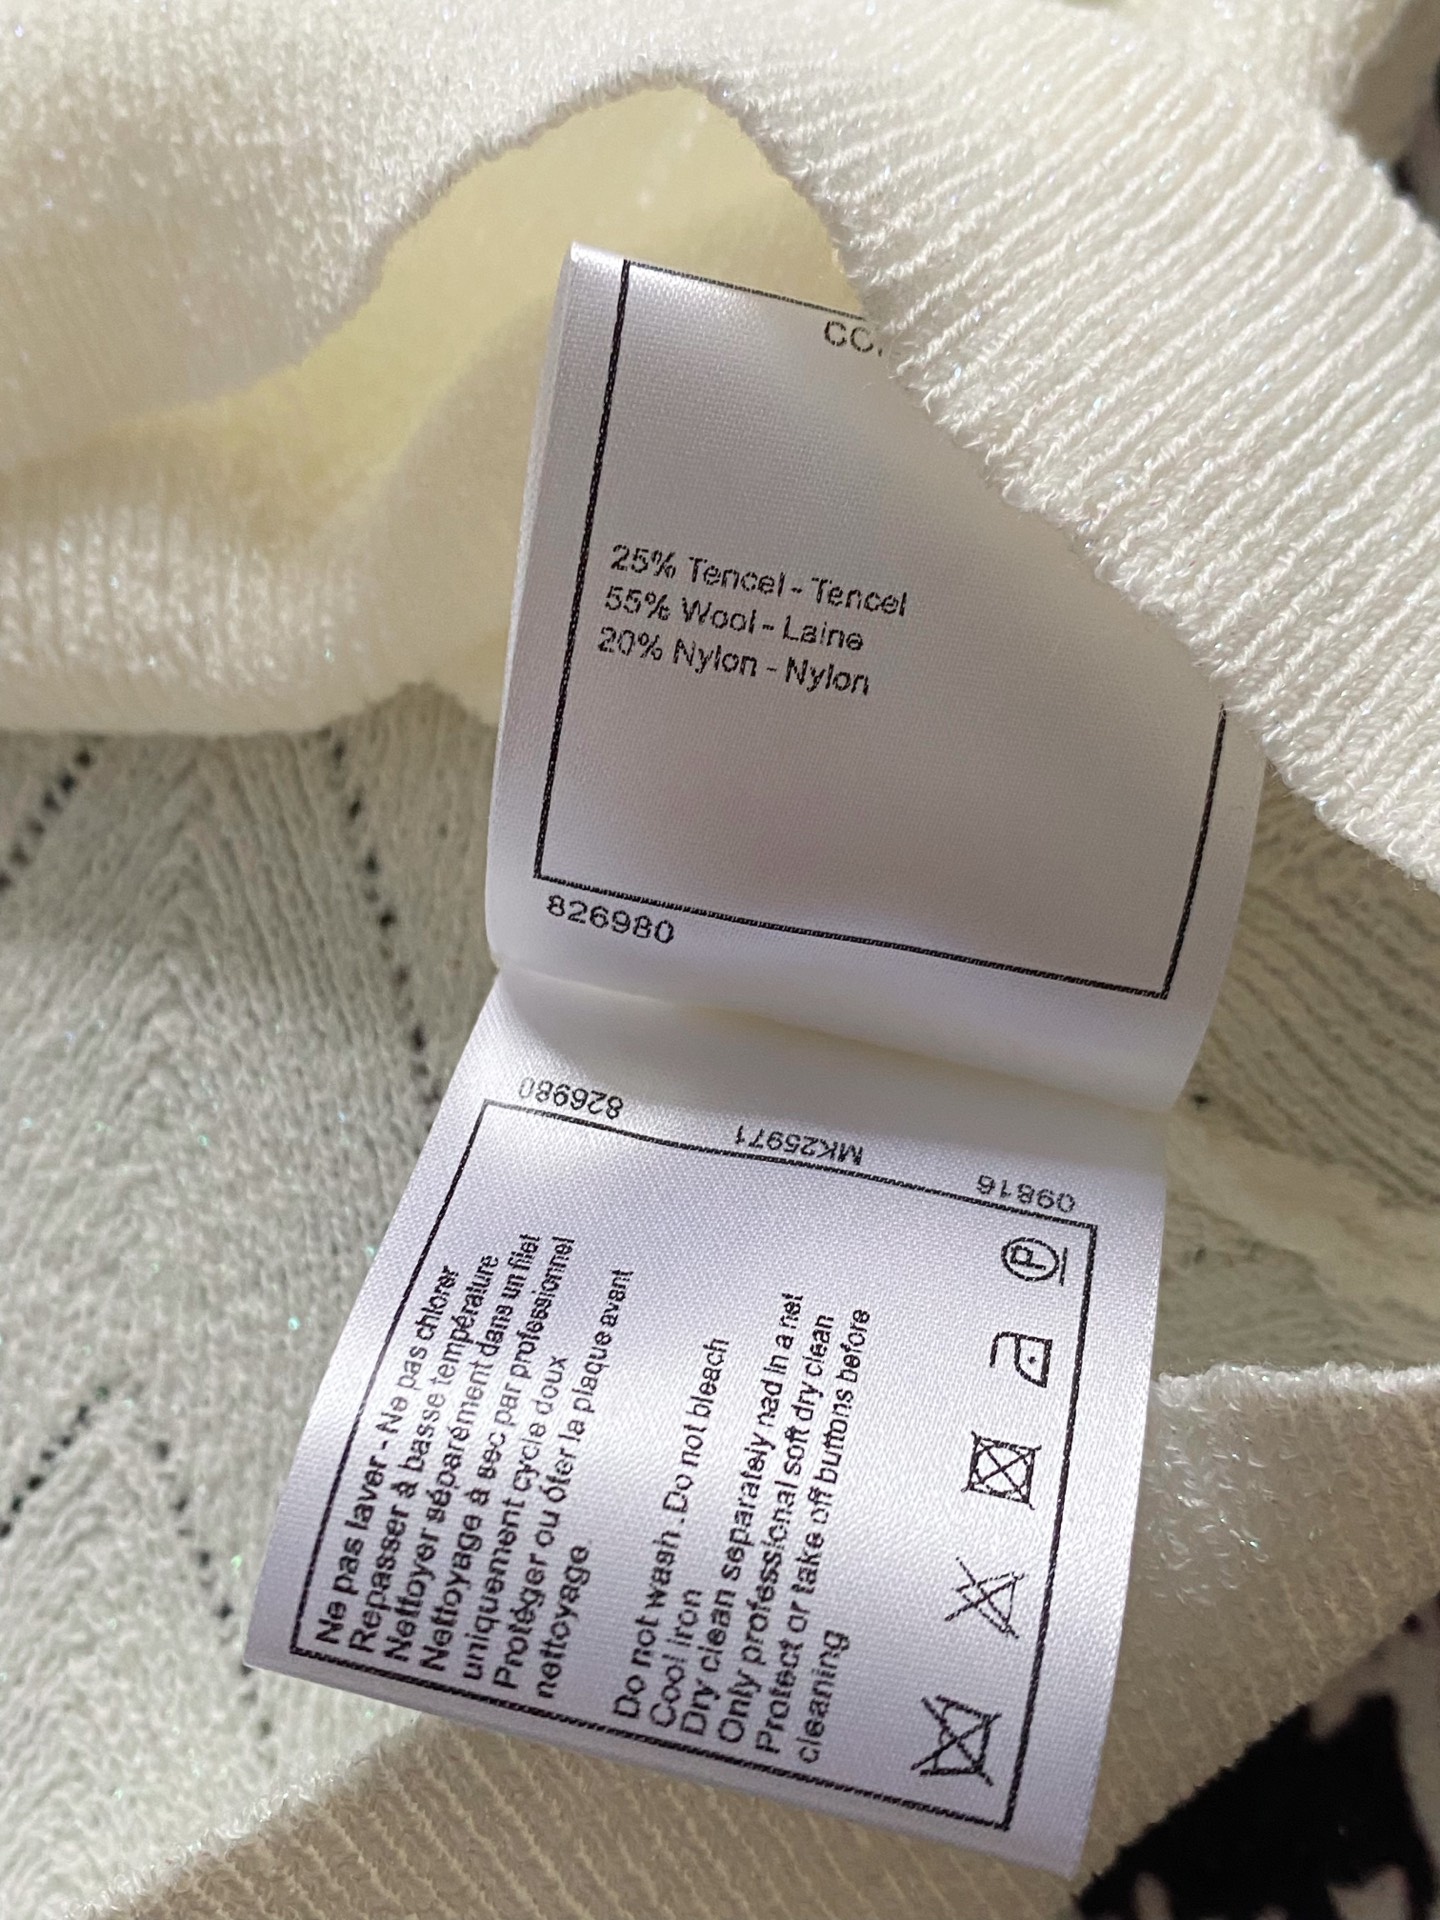 CC.
25% Tencel - Tencel
55% Wool - Laine
20% Nylon - Nylon
826980
826980
MK25971
09816
Ne pas laver - Ne pas chlorer
Repasser à basse température
Nettoyer séparément dans un filet
Nettoyage à sec par professionnel
uniquement cycle doux
Protéger ou ôter la plaque avant
nettoyage.
Do not wash . Do not bleach
Cool iron
Dry clean separately nad in a net
Only professional soft dry clean
Protect or take off buttons before
cleaning
P